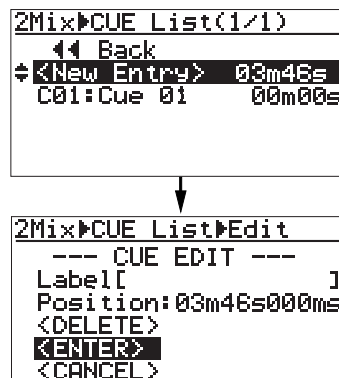 2Mix▶CUE List(1/1)
◀◀ Back
<New Entry> 03m46s
C01:Cue 01 00m00s
2Mix▶CUE List▶Edit
--- CUE EDIT ---
Label[ ]
Position:03m46s000ms
<DELETE>
<ENTER>
<CANCEL>